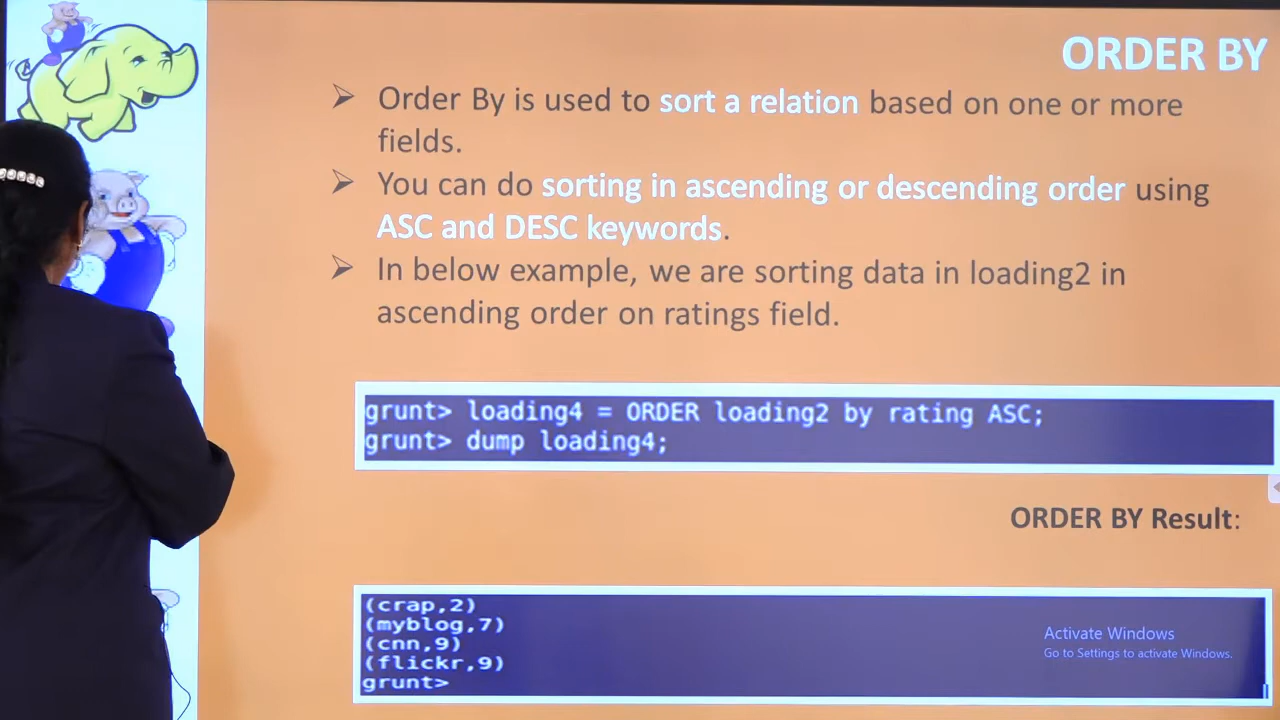 ORDER BY
Order By is used to sort a relation based on one or more
fields.
You can do sorting in ascending or descending order using
ASC and DESC keywords.
In below example, we are sorting data in loading2 in
ascending order on ratings field.
grunt> loading4 = ORDER loading2 by rating ASC;
grunt> dump loading4;
ORDER BY Result:
(crap,2)
(myblog,7)
(cnn,9)
(flickr,9)
grunt>
Activate Windows
Go to Settings to activate Windows.